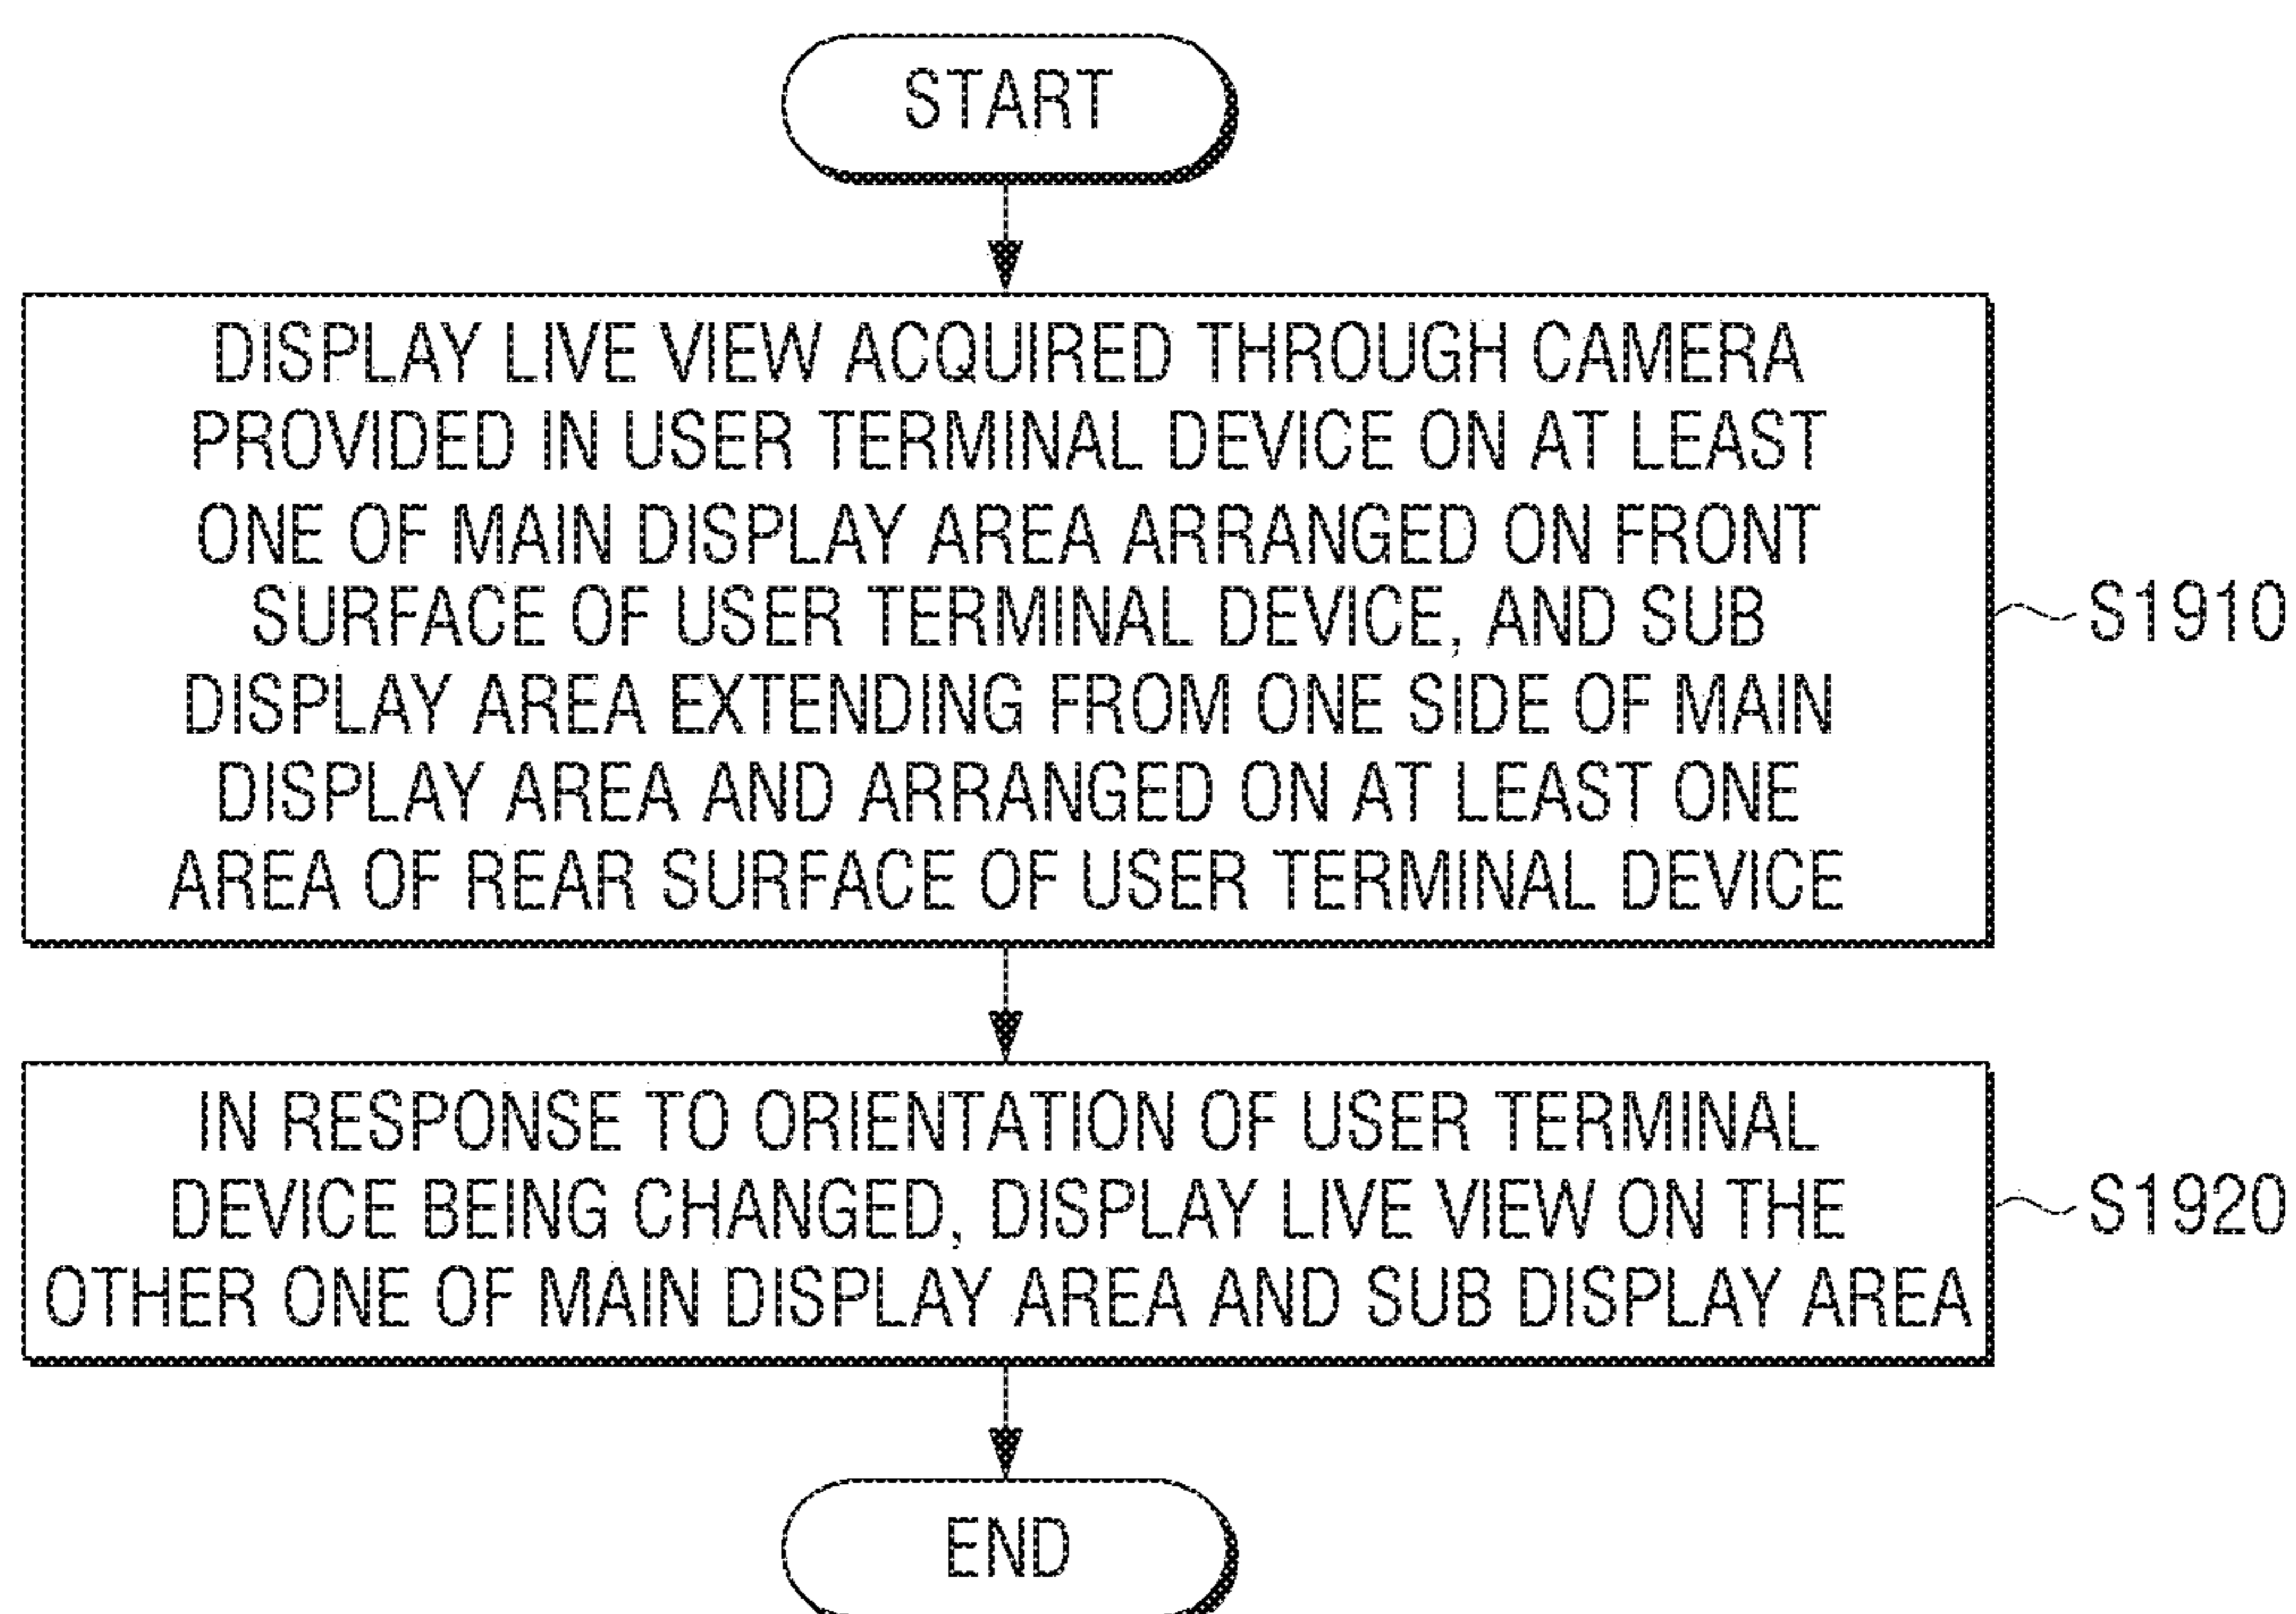 START
DISPLAY LIVE VIEW ACQUIRED THROUGH CAMERA
PROVIDED IN USER TERMINAL DEVICE ON AT LEAST
ONE OF MAIN DISPLAY AREA ARRANGED ON FRONT
SURFACE OF USER TERMINAL DEVICE, AND SUB
DISPLAY AREA EXTENDING FROM ONE SIDE OF MAIN
DISPLAY AREA AND ARRANGED ON AT LEAST ONE
AREA OF REAR SURFACE OF USER TERMINAL DEVICE
S1910
IN RESPONSE TO ORIENTATION OF USER TERMINAL
DEVICE BEING CHANGED, DISPLAY LIVE VIEW ON THE
OTHER ONE OF MAIN DISPLAY AREA AND SUB DISPLAY AREA
S1920
END